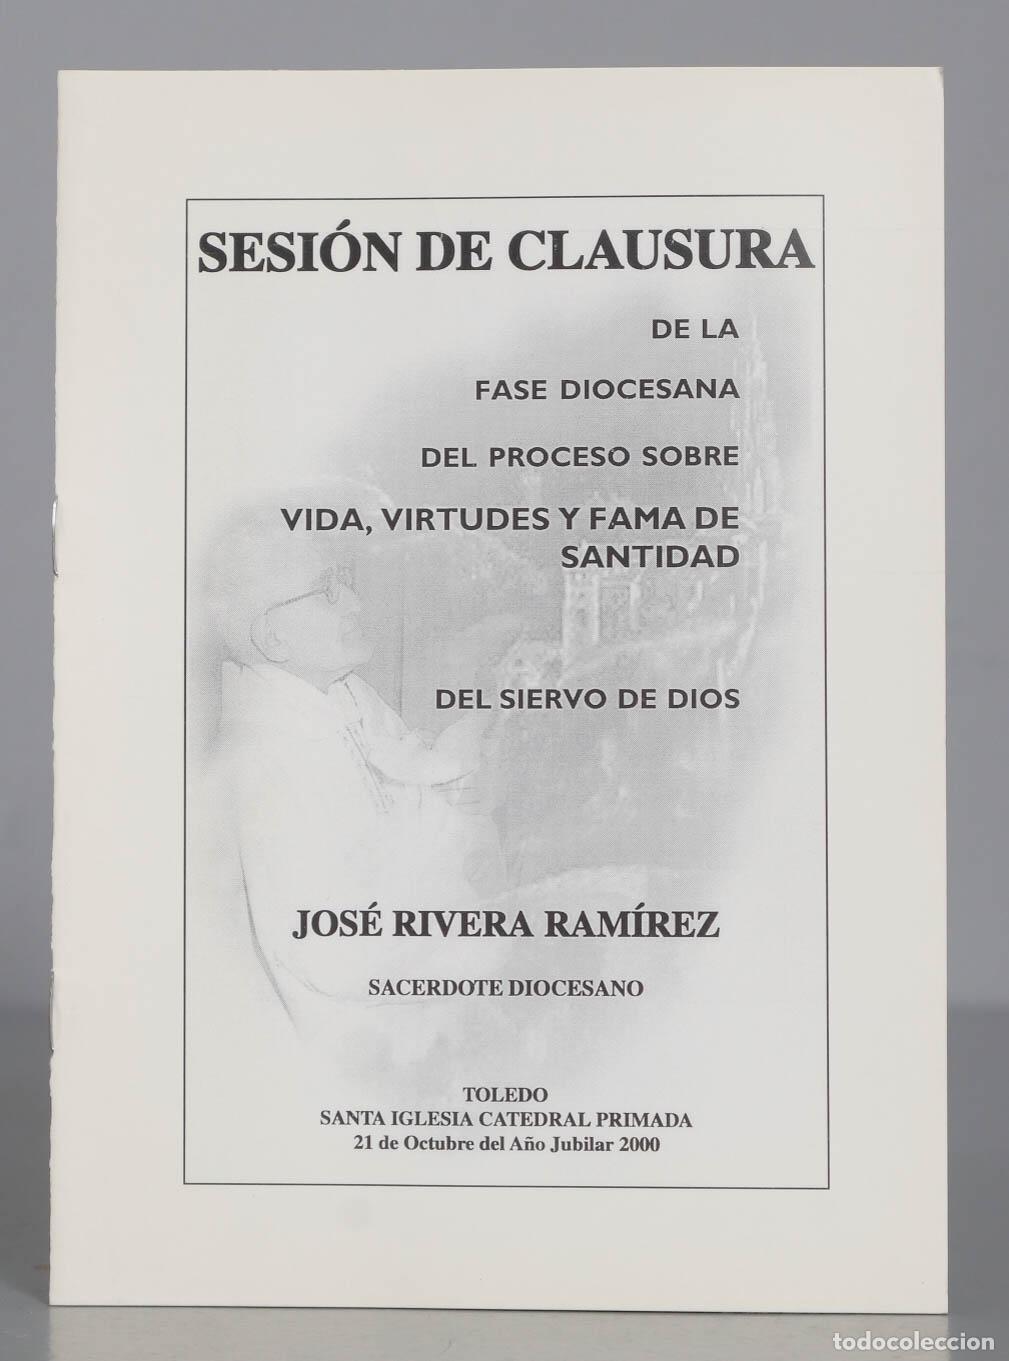 SESIÓN DE CLAUSURA
DE LA
FASE DIOCESANA
DEL PROCESO SOBRE
VIDA, VIRTUDES Y FAMA DE
SANTIDAD
DEL SIERVO DE DIOS
JOSÉ RIVERA RAMÍREZ
SACERDOTE DIOCESANO
TOLEDO
SANTA IGLESIA CATEDRAL PRIMADA
21 de Octubre del Año Jubilar 2000
todocoleccion